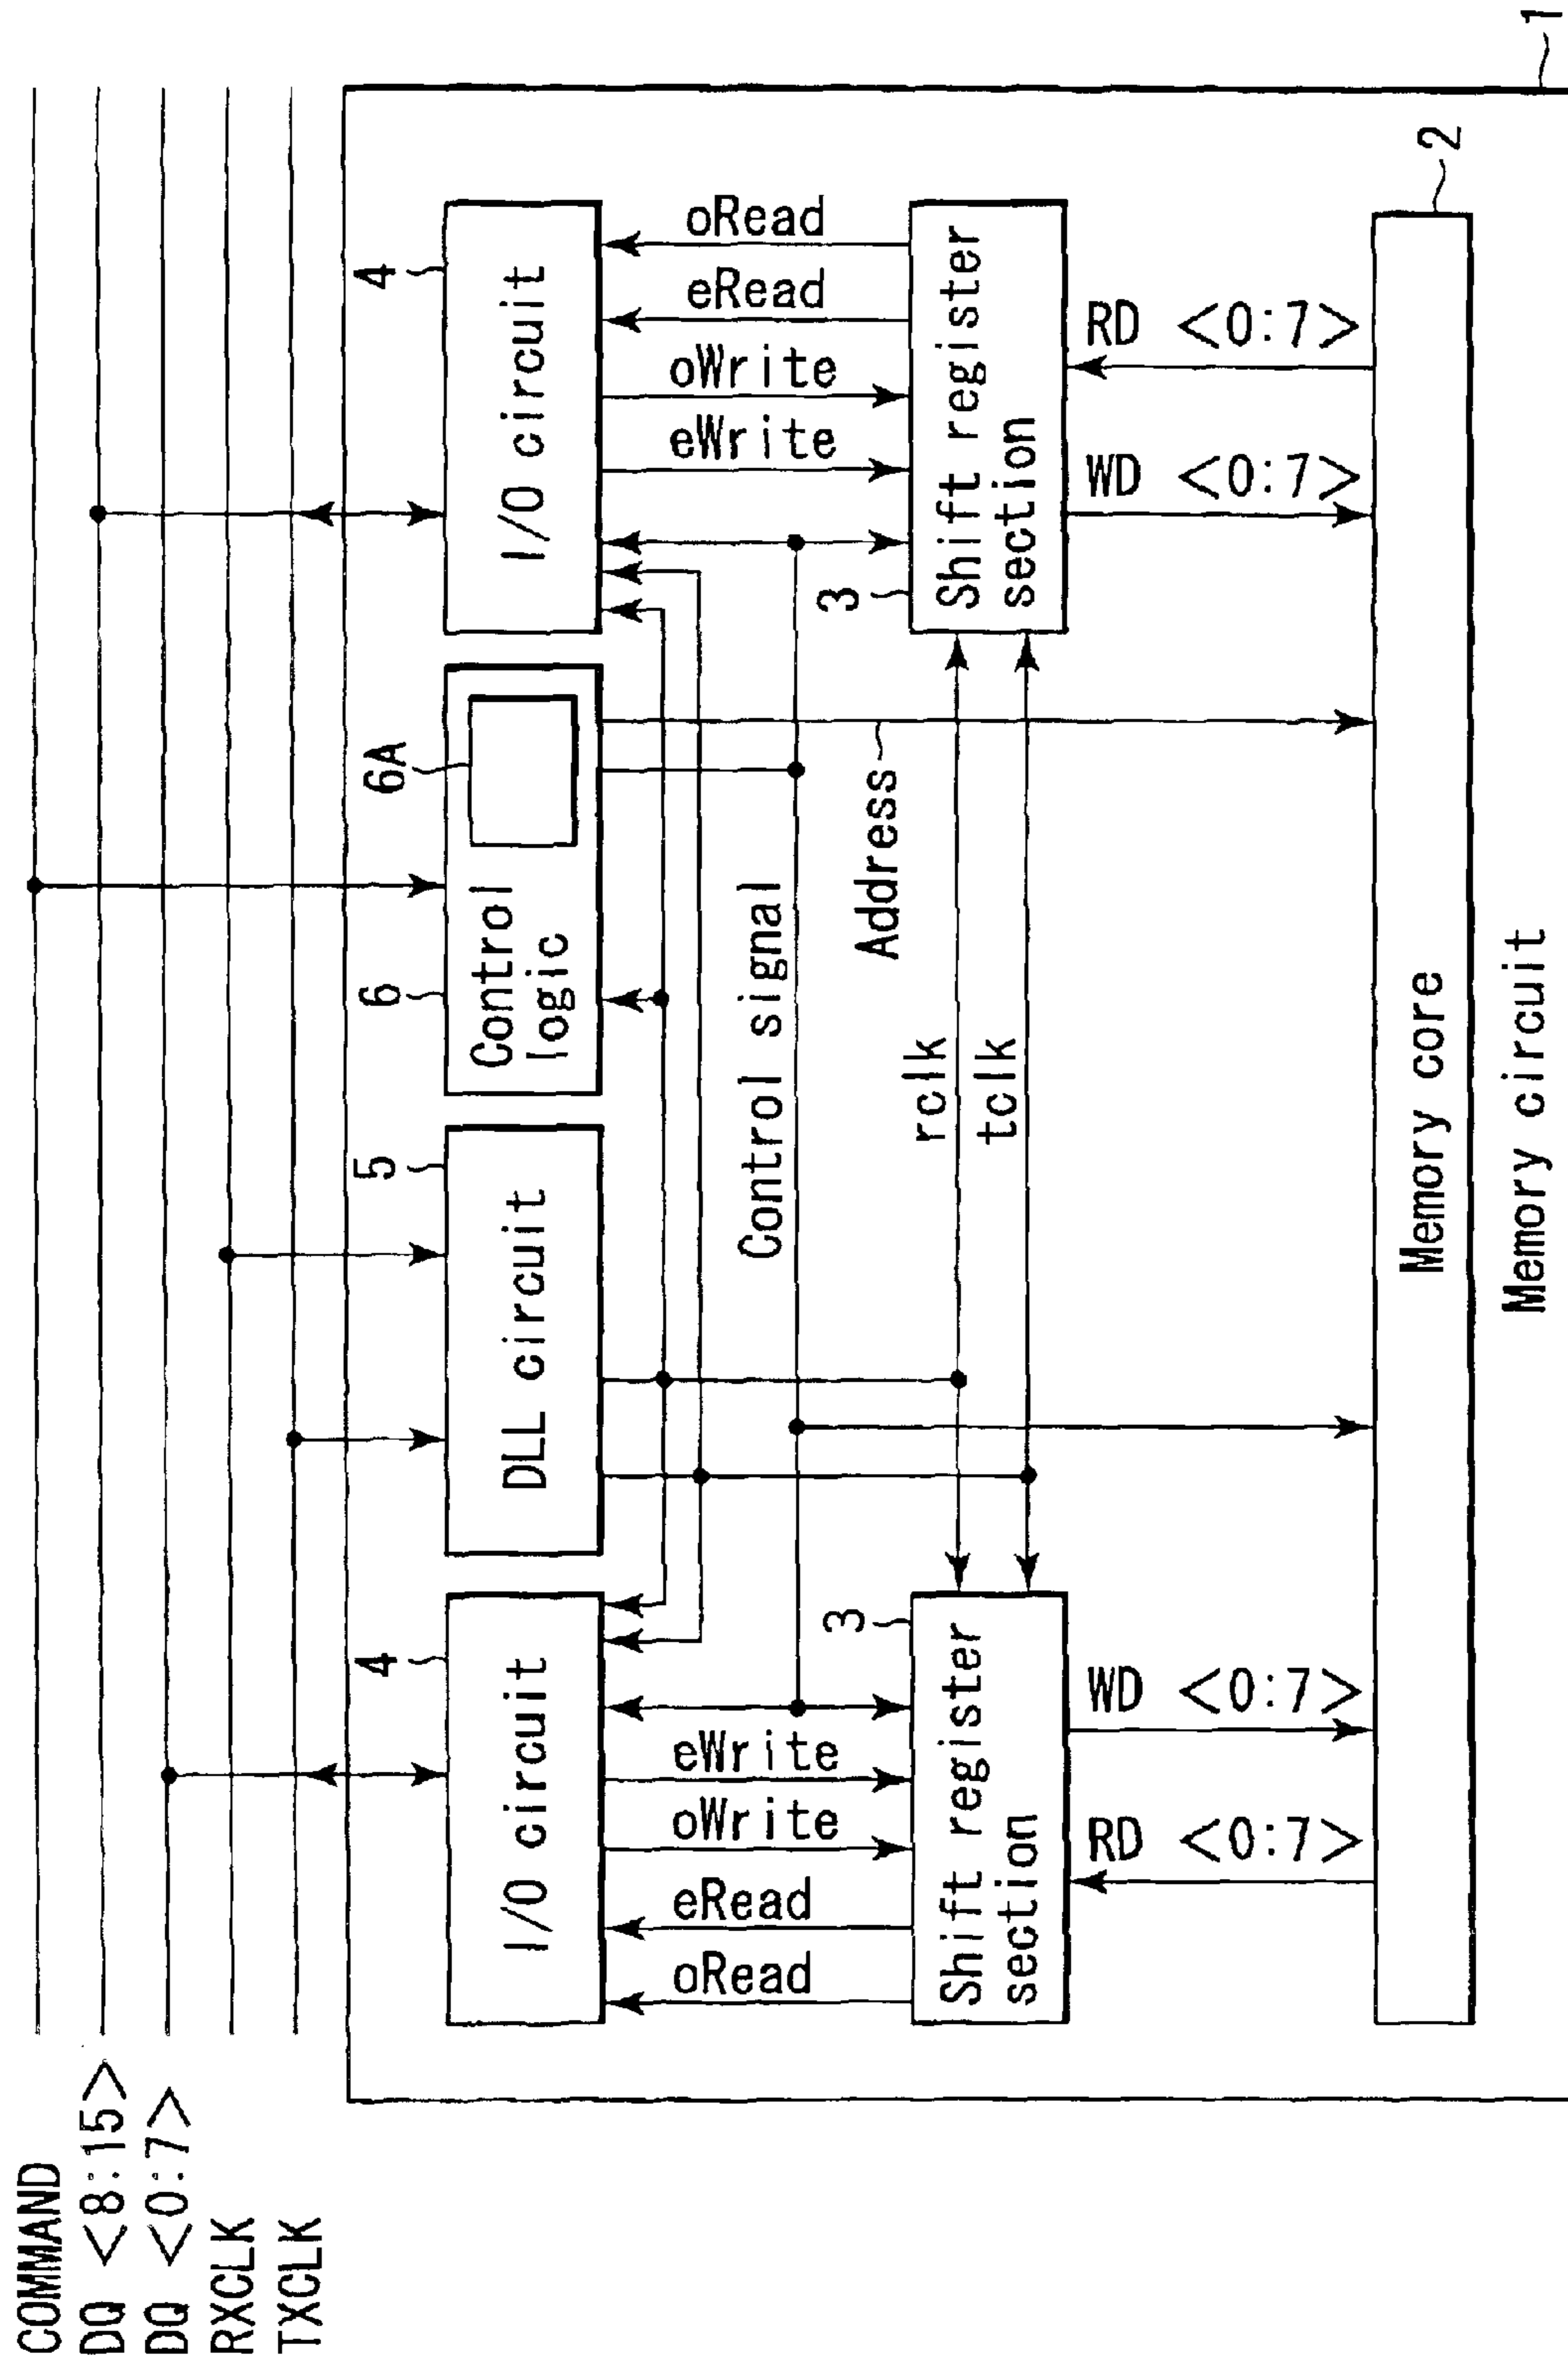 COMMAND
DQ <8:15>
DQ <0:7>
RXCLK
TXCLK
4
I/O circuit
5
DLL circuit
6
Control
logic
6A
4
I/O circuit
oRead
eRead
oWrite
eWrite
Control signal
eWrite
oWrite
eRead
oRead
Address
3
Shift register
section
rclk
tclk
3
Shift register
section
RD <0:7>
WD <0:7>
WD <0:7>
RD <0:7>
Memory core
2
Memory circuit
1